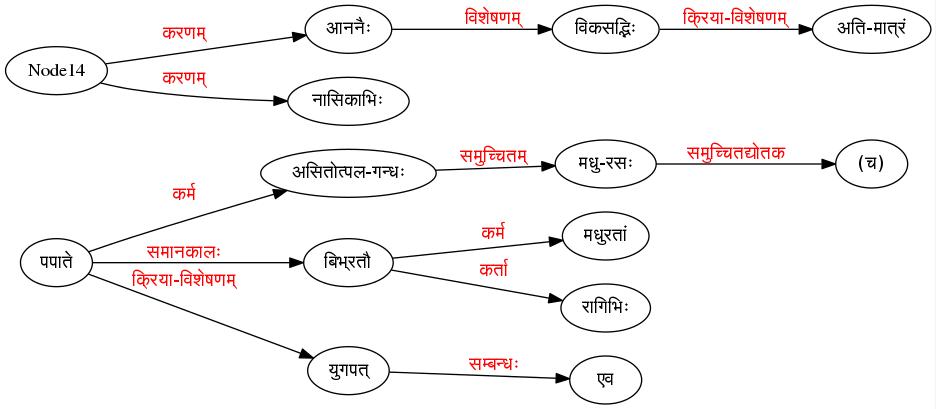 करणम्
आननैः
विशेषणम्
विकसद्भिः
क्रिया-विशेषणम्
अति-मात्रं
Node14
करणम्
नासिकाभिः
असितोत्पल-गन्धः
समुच्चितम्
मधु-रसः
समुच्चितद्योतक
(च)
कर्म
पपाते
समानकालः
बिभ्रतौ
कर्म
मधुरतां
कर्ता
रागिभिः
क्रिया-विशेषणम्
युगपत्
सम्बन्धः
एव